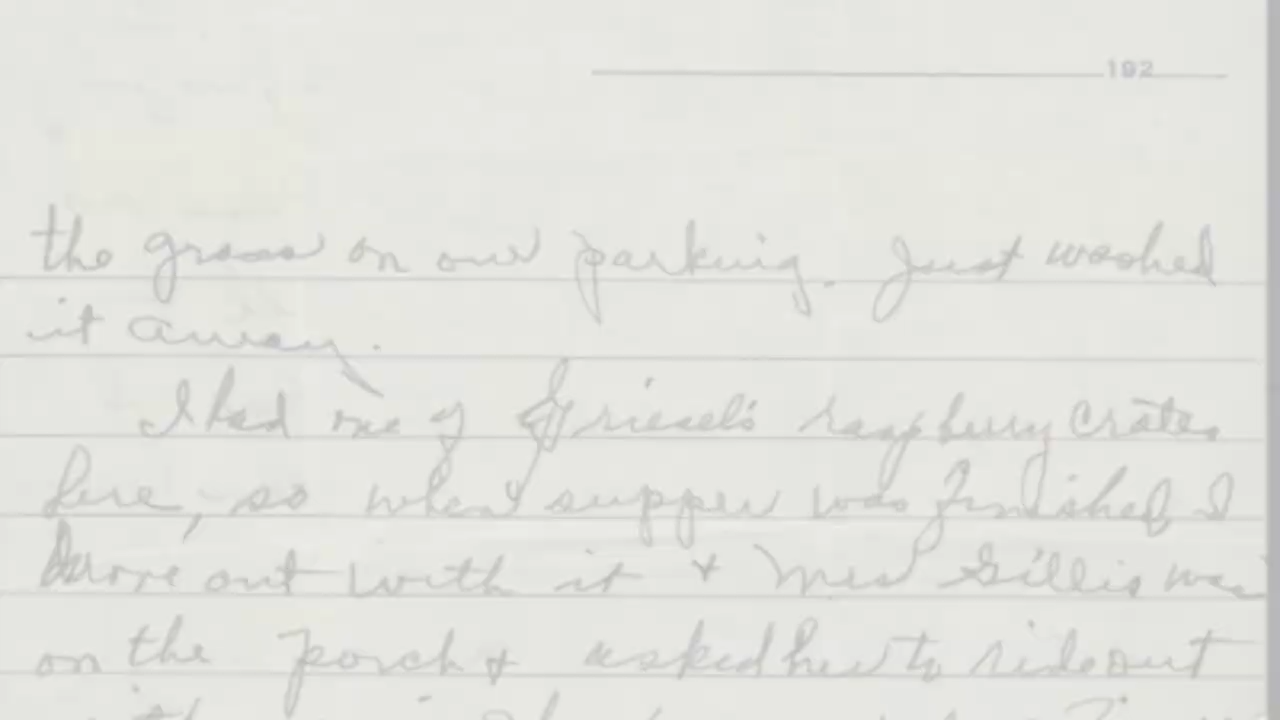 192
the grass on our parking. Just washed
it away.
I had one of Griesel's raspberry crates
here, so when supper was finished I
drove out with it & Mrs Gillis was
on the porch & asked her to ride out